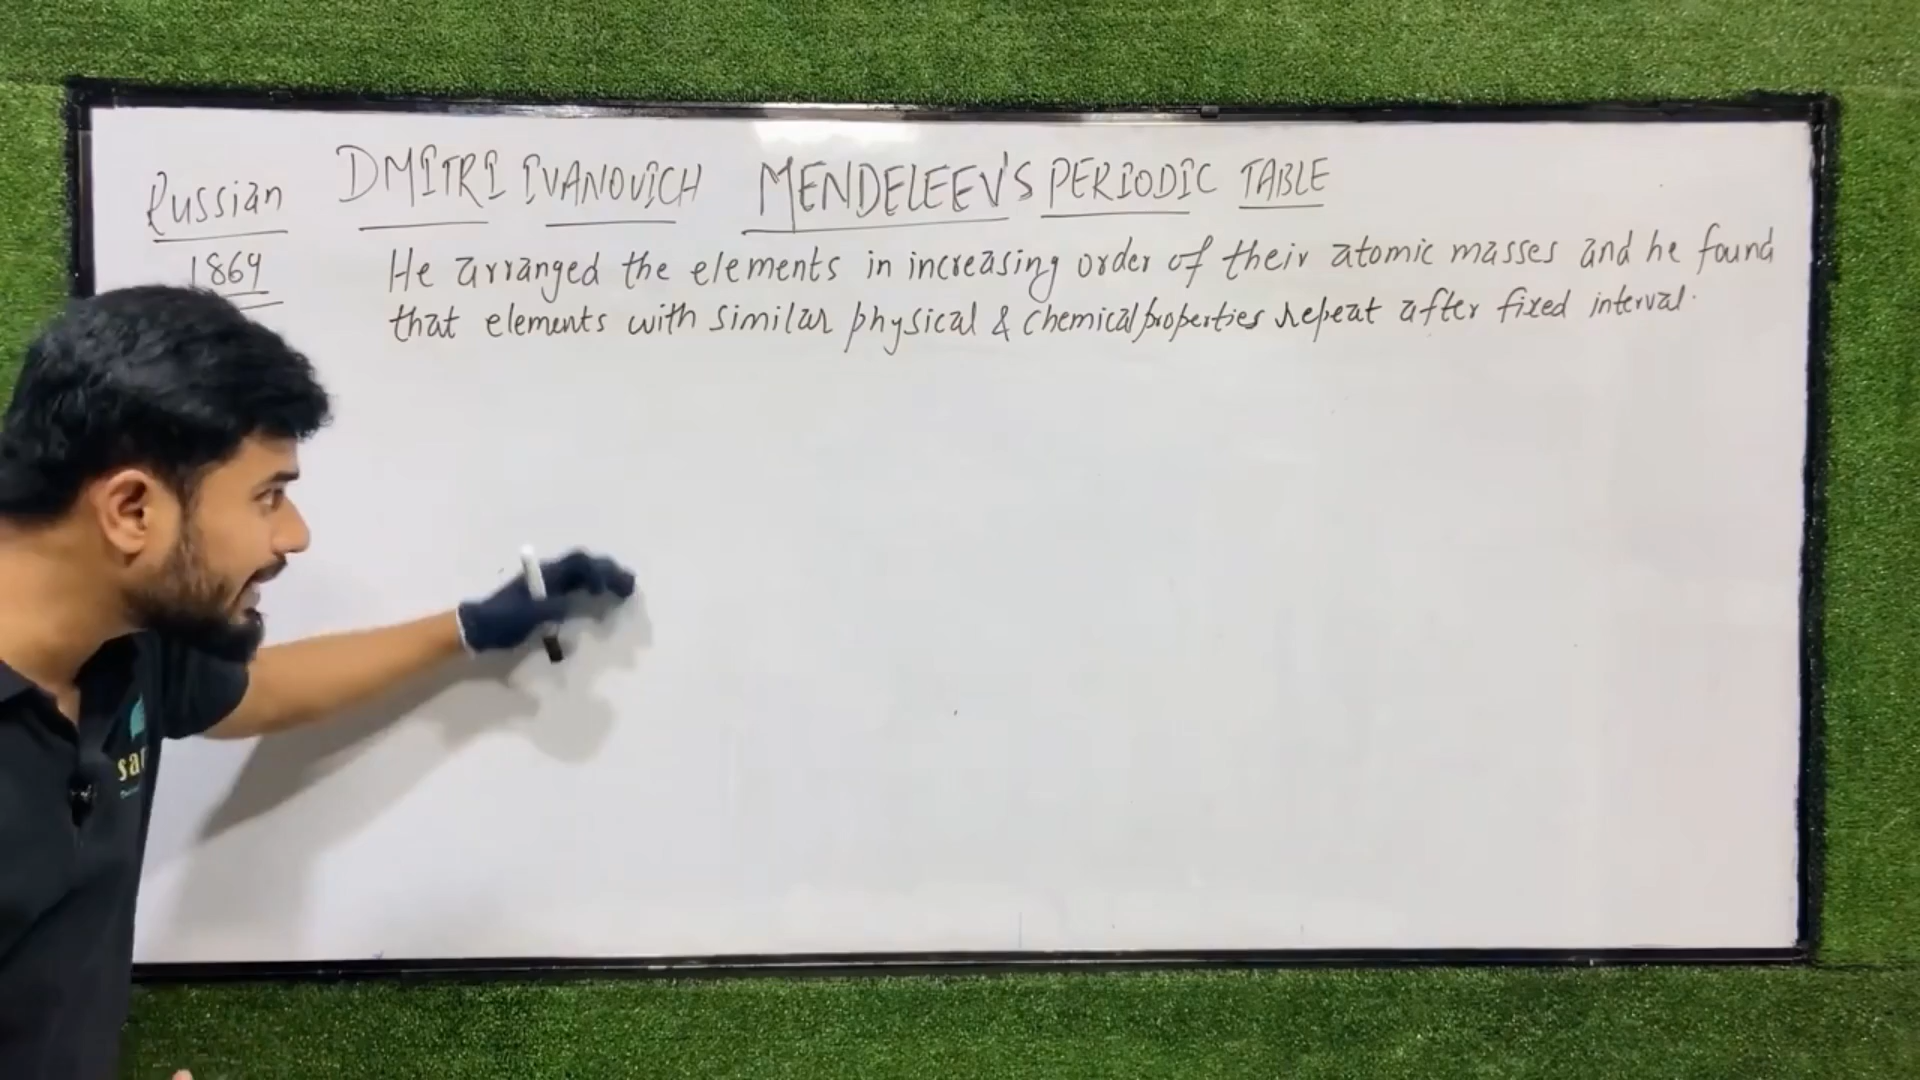 DMITRI IVANOVICH MENDELEEV'S PERIODIC TABLE
Russian
1869
He arranged the elements in increasing order of their atomic masses and he found
that elements with similar physical & chemical properties repeat after fixed interval.